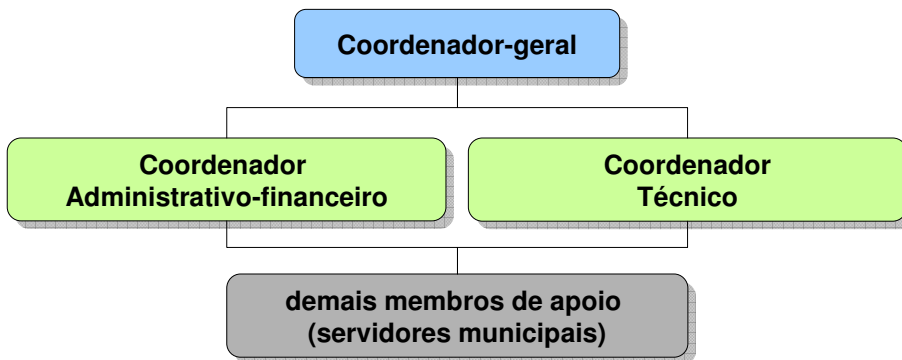 Coordenador-geral
Coordenador
Administrativo-financeiro
Coordenador
Técnico
demais membros de apoio
(servidores municipais)